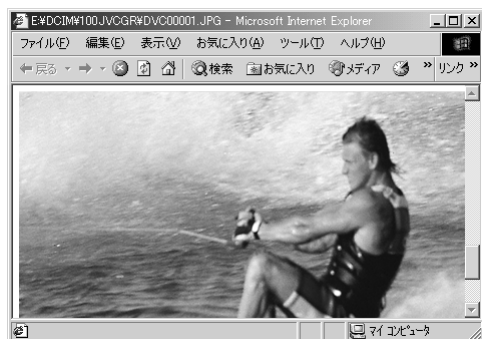 E:¥DCIM¥100JVCGR¥DVC00001.JPG - Microsoft Internet Explorer
ファイル(F) 編集(E) 表示(V) お気に入り(A) ツール(T) ヘルプ(H)
戻る 検索 お気に入り メディア » リンク »
マイ コンピュータ